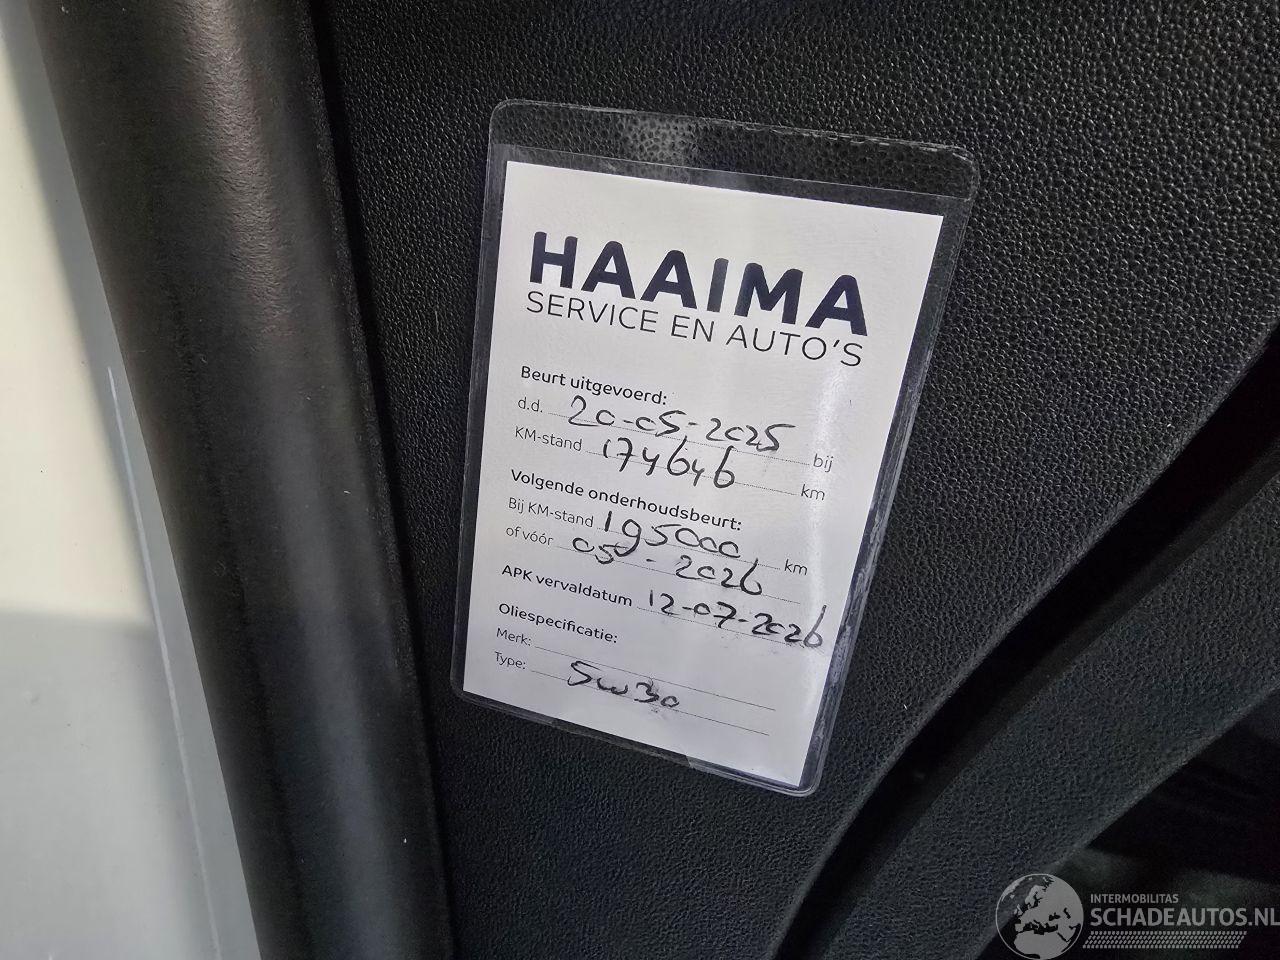 HAAIMA
SERVICE EN AUTO'S
Beurt uitgevoerd:
d.d. 20-05-2025 bij
KM-stand 174646 km
Volgende onderhoudsbeurt:
Bij KM-stand 195000 km
of vóór 05-2026
APK vervaldatum 12-07-2026
Oliespecificatie:
Merk:
Type: 5w30
INTERMOBILITAS
SCHADEAUTOS.NL